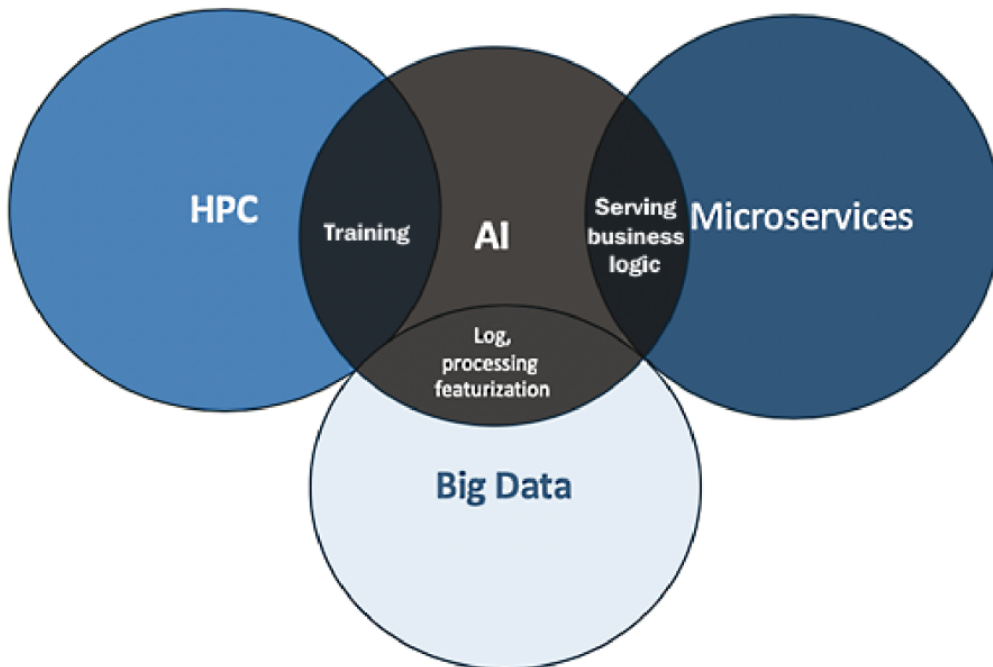 HPC
Training
AI
Serving
business
logic
Microservices
Log,
processing
featurization
Big Data